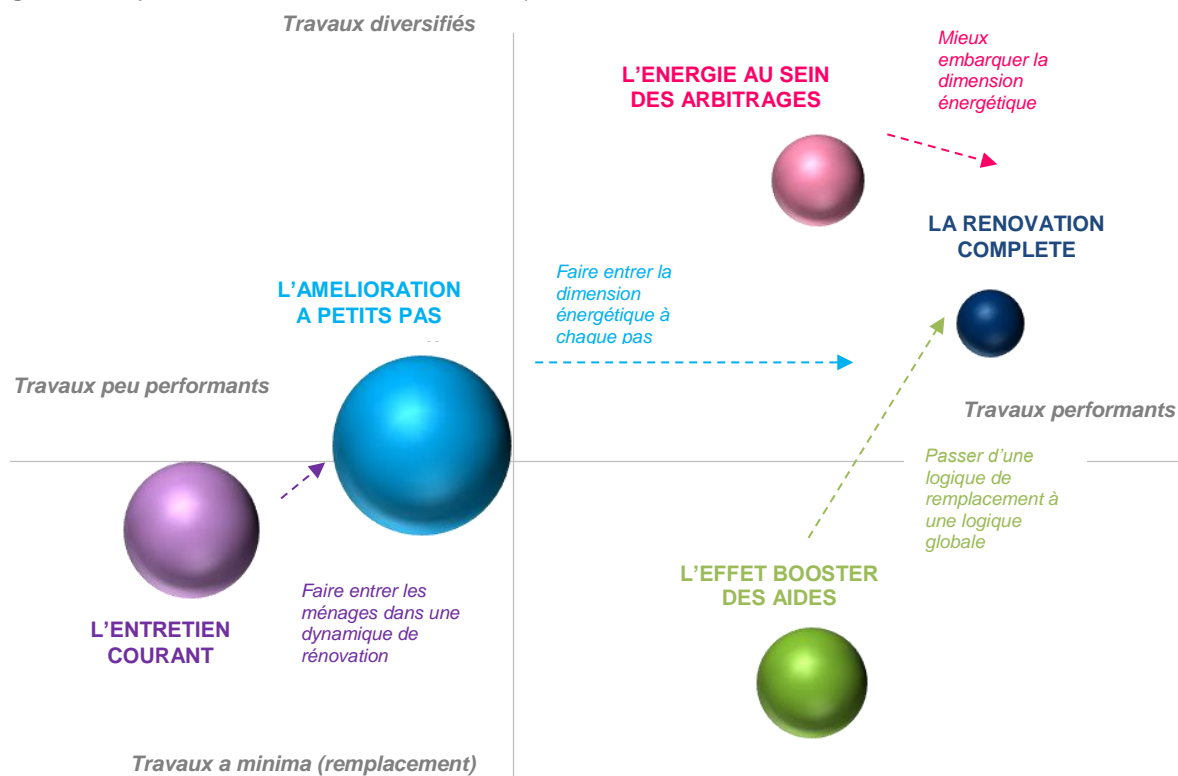 Travaux diversifiés
Mieux
embarquer la
dimension
énergétique
L'ENERGIE AU SEIN
DES ARBITRAGES
LA RENOVATION
COMPLETE
Faire entrer la
dimension
énergétique à
chaque pas
L'AMELIORATION
A PETITS PAS
Travaux peu performants
Travaux performants
Passer d'une
logique de
remplacement à
une logique
globale
L'EFFET BOOSTER
DES AIDES
Faire entrer les
ménages dans une
dynamique de
rénovation
L'ENTRETIEN
COURANT
Travaux a minima (remplacement)